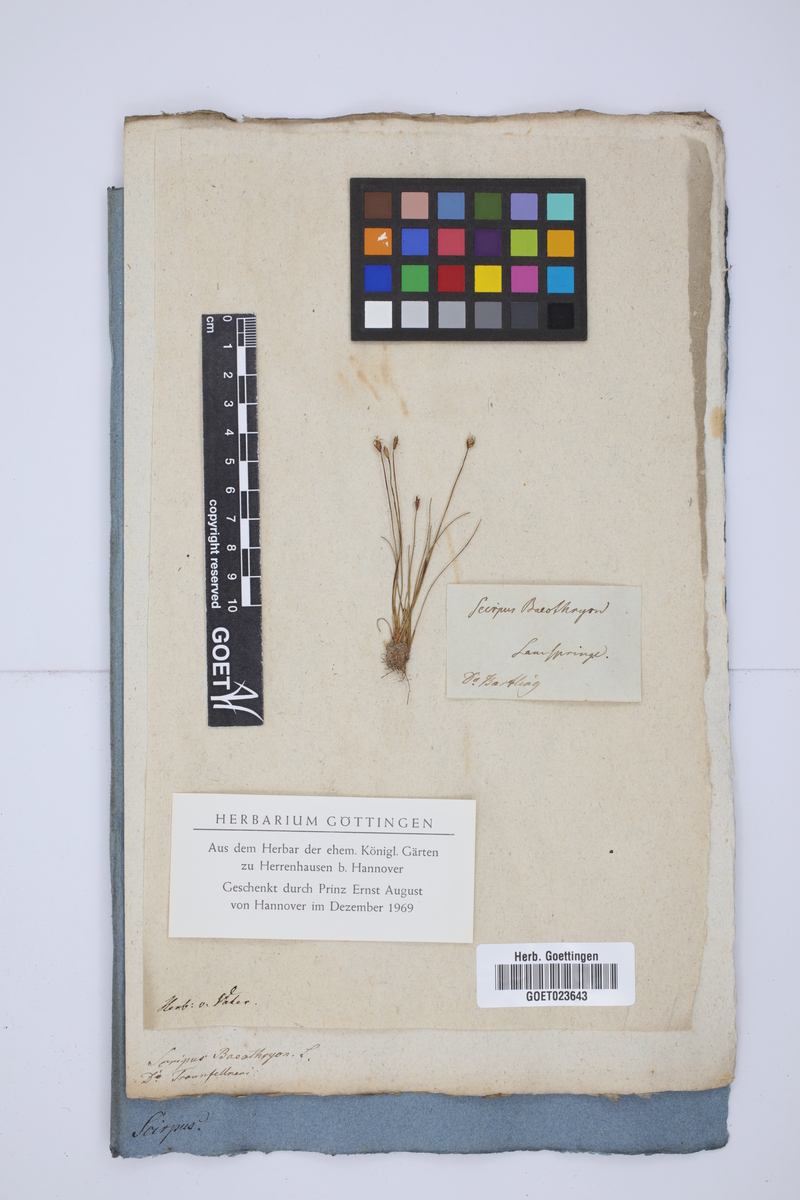 cm
0
1
2
3
4
5
6
7
8
9
10
copyright reserved
GOET
Scirpus Baeothryon
Lamspringe.
Dr Bartling
HERBARIUM GÖTTINGEN
Aus dem Herbar der ehem. Königl. Gärten
zu Herrenhausen b. Hannover
Geschenkt durch Prinz Ernst August
von Hannover im Dezember 1969
Herb. Goettingen
GOET023643
Herb: v.
Scirpus Baeothryon. L.
Scirpus.